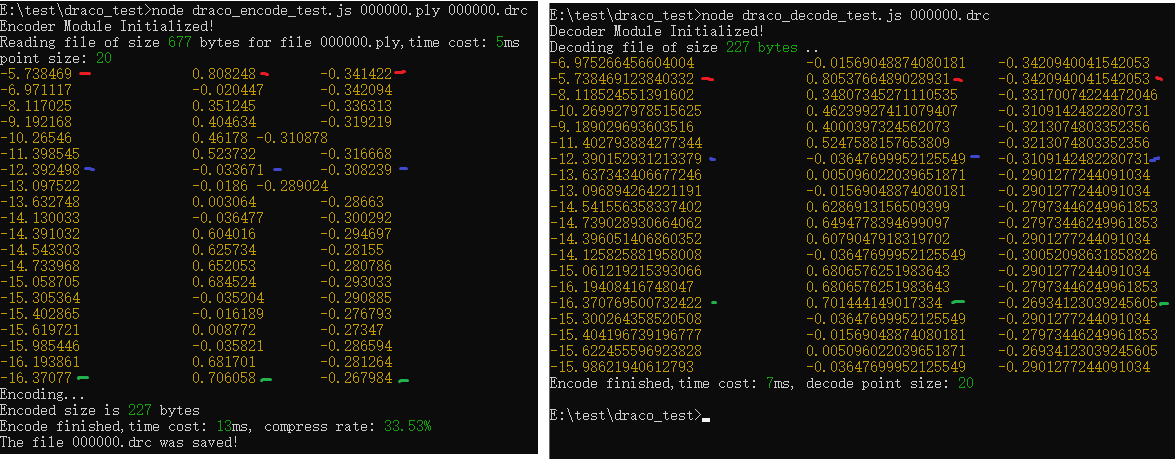 E:\test\draco_test>node draco_encode_test.js 000000.ply 000000.drc
Encoder Module Initialized!
Reading file of size 677 bytes for file 000000.ply,time cost: 5ms
point size: 20
-5.738469 0.808248 -0.341422
-6.971117 -0.020447 -0.342094
-8.117025 0.351245 -0.336313
-9.192168 0.404634 -0.319219
-10.26546 0.46178 -0.310878
-11.398545 0.523732 -0.316668
-12.392498 -0.033671 -0.308239
-13.097522 -0.0186 -0.289024
-13.632748 0.003064 -0.28663
-14.130033 -0.036477 -0.300292
-14.391032 0.604016 -0.294697
-14.543303 0.625734 -0.28155
-14.733968 0.652053 -0.280786
-15.058705 0.684524 -0.293033
-15.305364 -0.035204 -0.290885
-15.402865 -0.016189 -0.276793
-15.619721 0.008772 -0.27347
-15.985446 -0.035821 -0.286594
-16.193861 0.681701 -0.281264
-16.37077 0.706058 -0.267984
Encoding...
Encoded size is 227 bytes
Encode finished,time cost: 13ms, compress rate: 33.53%
The file 000000.drc was saved!
E:\test\draco_test>node draco_decode_test.js 000000.drc
Decoder Module Initialized!
Decoding file of size 227 bytes ..
-6.975266456604004 -0.01569048874080181 -0.3420940041542053
-5.738469123840332 0.8053766489028931 -0.3420940041542053
-8.118524551391602 0.34807345271110535 -0.33170074224472046
-10.269927978515625 0.46239927411079407 -0.3109142482280731
-9.189029693603516 0.4000397324562073 -0.3213074803352356
-11.402793884277344 0.5247588157653809 -0.3213074803352356
-12.390152931213379 -0.03647699952125549 -0.3109142482280731
-13.637343406677246 0.005096022039651871 -0.2901277244091034
-13.096894264221191 -0.01569048874080181 -0.2901277244091034
-14.541556358337402 0.6286913156509399 -0.27973446249961853
-14.739028930664062 0.6494778394699097 -0.27973446249961853
-14.396051406860352 0.6079047918319702 -0.2901277244091034
-14.125825881958008 -0.03647699952125549 -0.30052098631858826
-15.061219215393066 0.6806576251983643 -0.2901277244091034
-16.19408416748047 0.6806576251983643 -0.27973446249961853
-16.370769500732422 0.701444149017334 -0.26934123039245605
-15.300264358520508 -0.03647699952125549 -0.2901277244091034
-15.404196739196777 -0.01569048874080181 -0.27973446249961853
-15.622455596923828 0.005096022039651871 -0.26934123039245605
-15.98621940612793 -0.03647699952125549 -0.2901277244091034
Encode finished,time cost: 7ms, decode point size: 20
E:\test\draco_test>